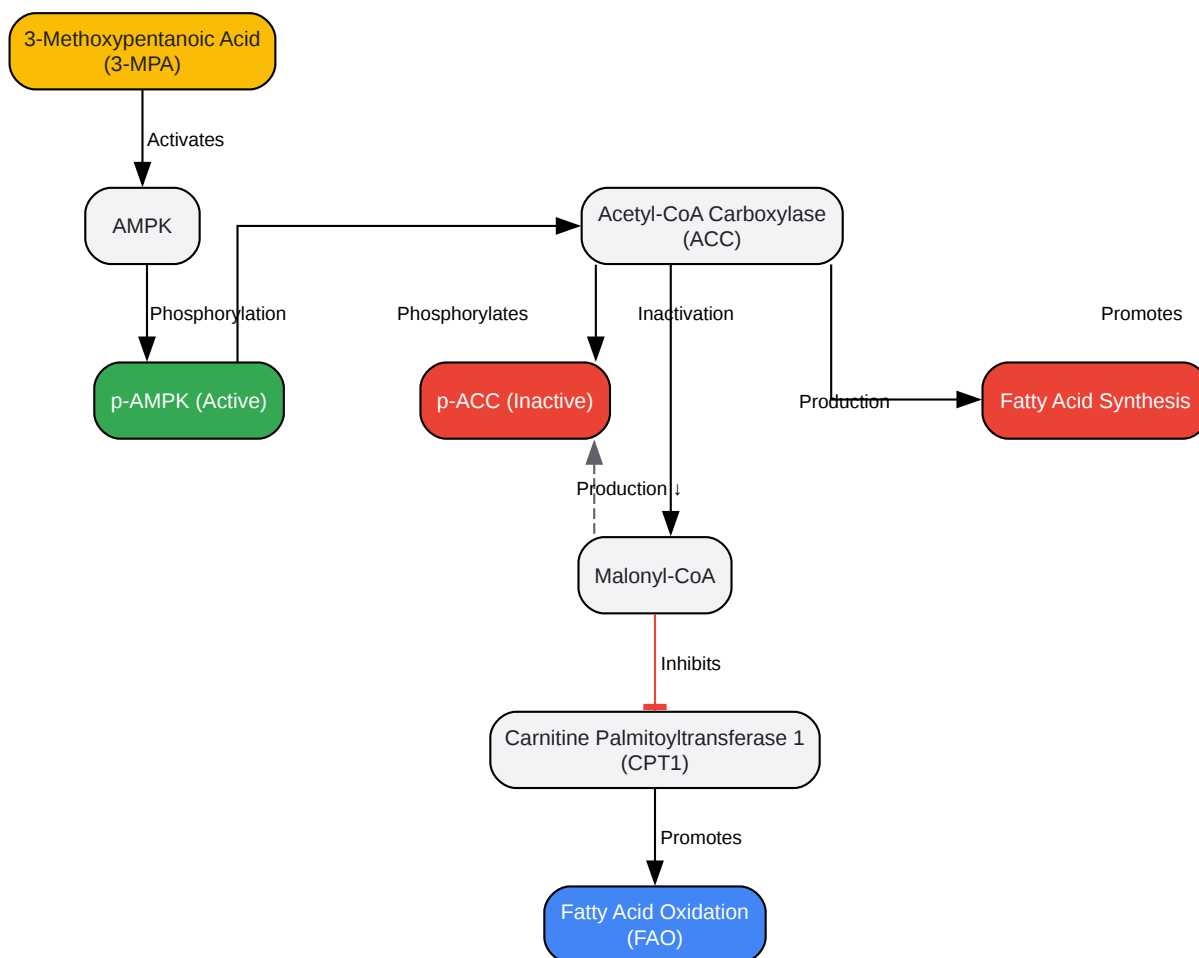 3-Methoxypentanoic Acid
(3-MPA)
Activates
AMPK
Acetyl-CoA Carboxylase
(ACC)
Phosphorylation
Phosphorylates
Inactivation
Promotes
p-AMPK (Active)
p-ACC (Inactive)
Production
Fatty Acid Synthesis
Production ↓
Malonyl-CoA
Inhibits
Carnitine Palmitoyltransferase 1
(CPT1)
Promotes
Fatty Acid Oxidation
(FAO)